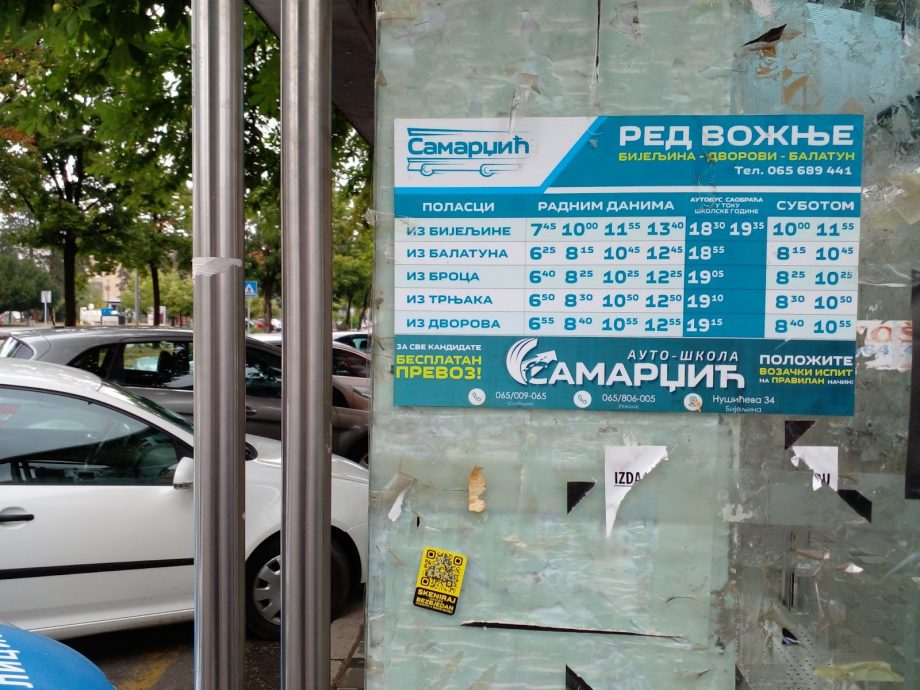 Самарџић
РЕД ВОЖЊЕ
БИЈЕЉИНА - ДВОРОВИ - БАЛАТУН
Тел. 065 689 441
ПОЛАСЦИ РАДНИМ ДАНИМА АУТОБУС САОБРАЋА У ТОКУ ШКОЛСКЕ ГОДИНЕ СУБОТОМ
ИЗ БИЈЕЉИНЕ 7⁴⁵ 10⁰⁰ 11⁵⁵ 13⁴⁰ 18³⁰ 19³⁵ 10⁰⁰ 11⁵⁵
ИЗ БАЛАТУНА 6²⁵ 8¹⁵ 10⁴⁵ 12⁴⁵ 18⁵⁵ 8¹⁵ 10⁴⁵
ИЗ БРОЦА 6⁴⁰ 8²⁵ 10²⁵ 12²⁵ 19⁰⁵ 8²⁵ 10²⁵
ИЗ ТРЊАКА 6⁵⁰ 8³⁰ 10⁵⁰ 12⁵⁰ 19¹⁰ 8³⁰ 10⁵⁰
ИЗ ДВОРОВА 6⁵⁵ 8⁴⁰ 10⁵⁵ 12⁵⁵ 19¹⁵ 8⁴⁰ 10⁵⁵
ЗА СВЕ КАНДИДАТЕ
БЕСПЛАТАН
ПРЕВОЗ!
АУТО-ШКОЛА
САМАРЏИЋ
ПОЛОЖИТЕ
ВОЗАЧКИ ИСПИТ
НА ПРАВИЛАН НАЧИН!
065/009-065
065/806-005
Нушићева 34
Бијељина
IZDA
SKENIRAJ
BEZBJEDAN